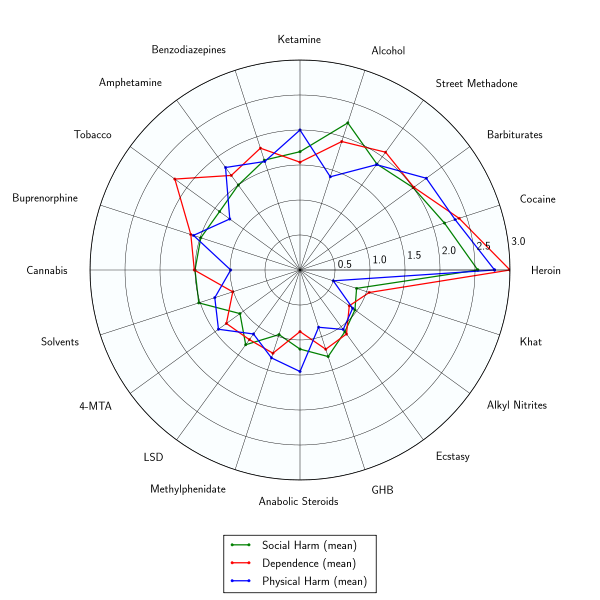 Ketamine
Benzodiazepines
Alcohol
Amphetamine
Street Methadone
Tobacco
Barbiturates
Buprenorphine
Cocaine
3.0
2.5
2.0
1.5
1.0
0.5
Cannabis
Heroin
Solvents
Khat
4-MTA
Alkyl Nitrites
LSD
Ecstasy
Methylphenidate
GHB
Anabolic Steroids
Social Harm (mean)
Dependence (mean)
Physical Harm (mean)